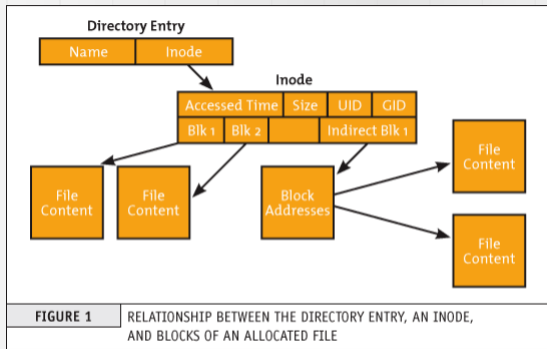 Directory Entry
Name Inode
Inode
Accessed Time Size UID GID
Blk 1 Blk 2 Indirect Blk 1
File
Content
File
Content
Block
Addresses
File
Content
File
Content
FIGURE 1 RELATIONSHIP BETWEEN THE DIRECTORY ENTRY, AN INODE,
AND BLOCKS OF AN ALLOCATED FILE